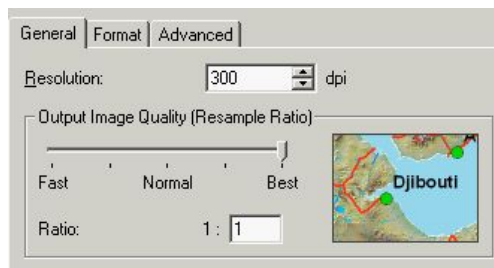 General Format Advanced
Resolution: 300 dpi
Output Image Quality (Resample Ratio)
Fast Normal Best
Ratio: 1 : 1
Djibouti